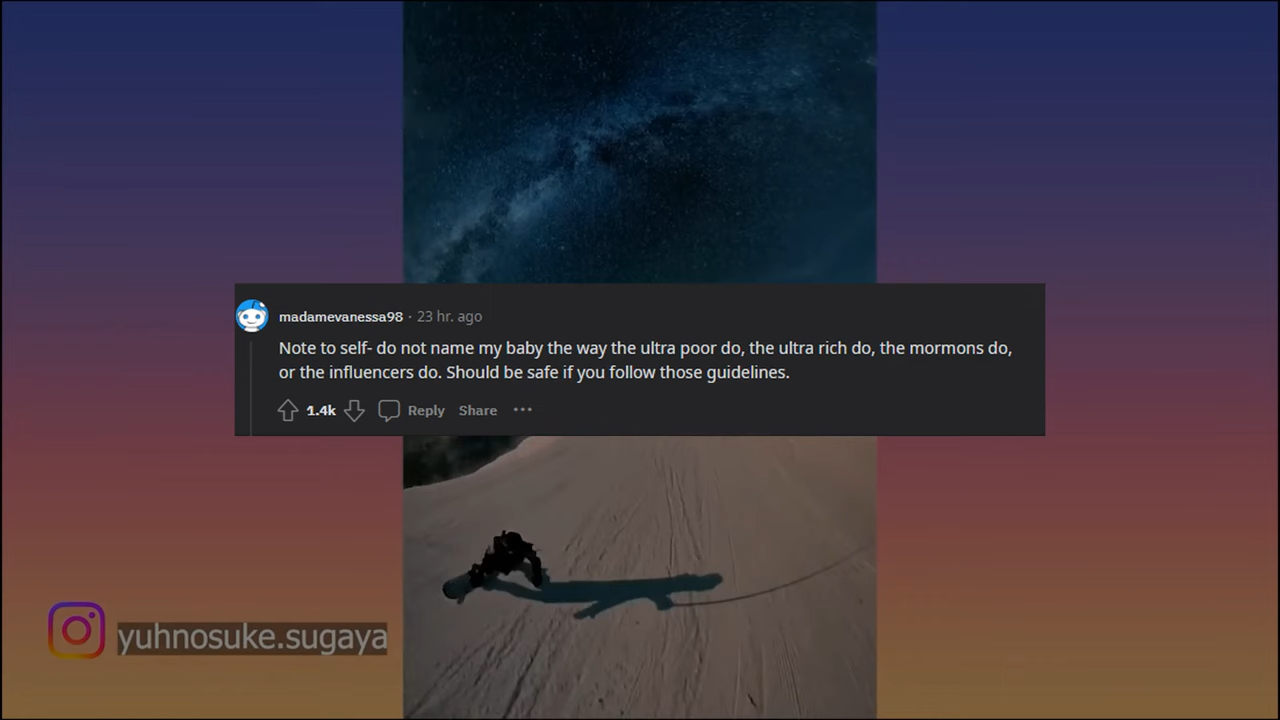 madamevanessa98 · 23 hr. ago
Note to self- do not name my baby the way the ultra poor do, the ultra rich do, the mormons do,
or the influencers do. Should be safe if you follow those guidelines.
1.4k Reply Share ···
yuhnosuke.sugaya